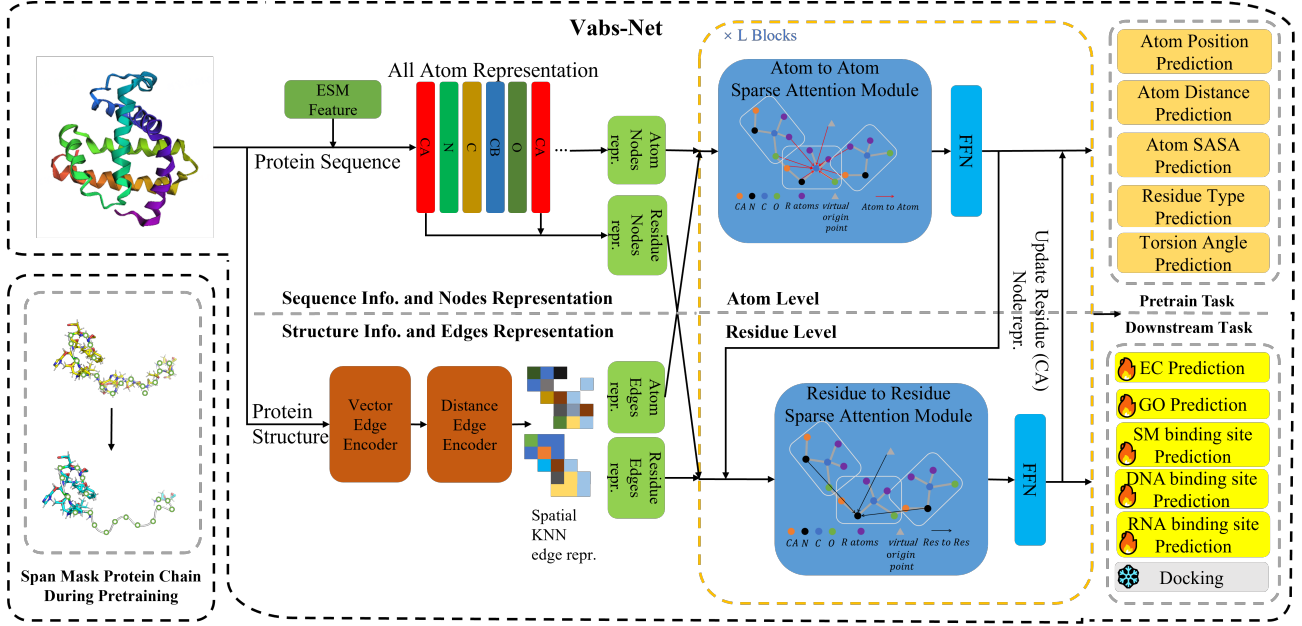 Vabs-Net
× L Blocks
All Atom Representation
ESM
Feature
Protein Sequence
CA
N
C
CB
O
CA
...
Atom
Nodes
repr.
Residue
Nodes
repr.
Atom to Atom
Sparse Attention Module
CA N C O R atoms virtual
origin
point
Atom to Atom
FFN
Atom Position
Prediction
Atom Distance
Prediction
Atom SASA
Prediction
Residue Type
Prediction
Torsion Angle
Prediction
Sequence Info. and Nodes Representation
Structure Info. and Edges Representation
Atom Level
Residue Level
Update Residue (CA)
Node repr.
Pretrain Task
Downstream Task
Protein
Structure
Vector
Edge
Encoder
Distance
Edge
Encoder
Spatial
KNN
edge repr.
Atom
Edges
repr.
Residue
Edges
repr.
Residue to Residue
Sparse Attention Module
CA N C O R atoms virtual
origin
point
Res to Res
FFN
EC Prediction
GO Prediction
SM binding site
Prediction
DNA binding site
Prediction
RNA binding site
Prediction
Docking
Span Mask Protein Chain
During Pretraining